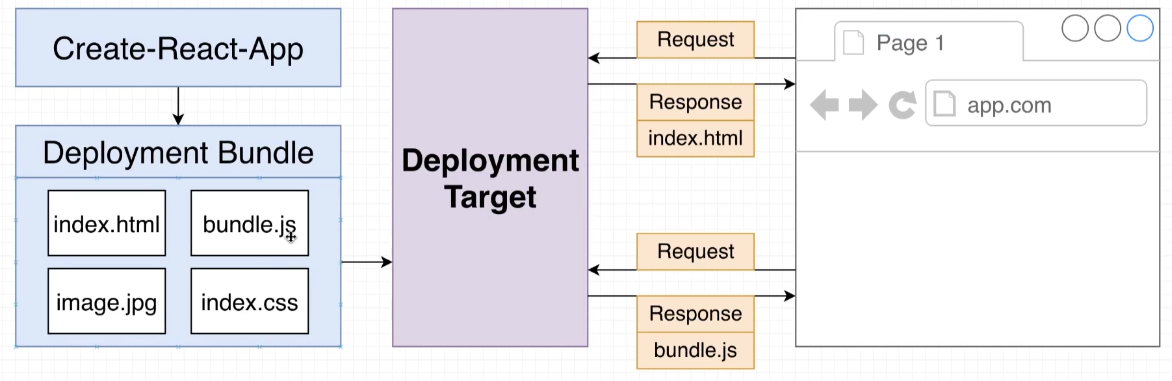 Create-React-App
Deployment Bundle
index.html
bundle.js
image.jpg
index.css
Deployment
Target
Request
Response
index.html
Request
Response
bundle.js
Page 1
app.com